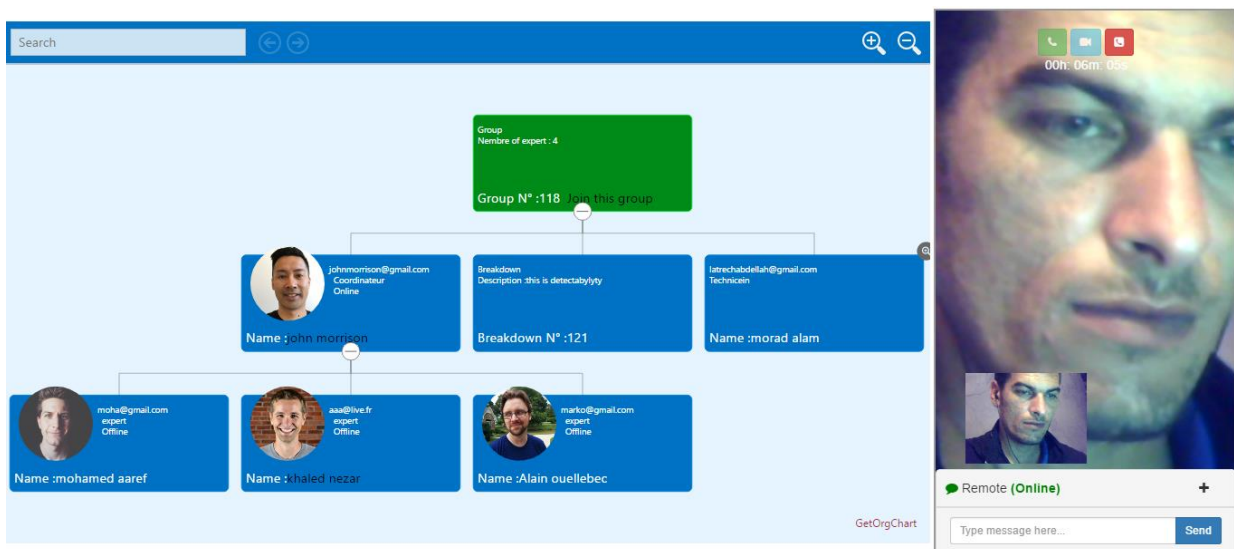 Search
00h: 06m: 05s
Group
Nembre of expert : 4
Group N° :118 Join this group
johnmorrison@gmail.com
Coordinateur
Online
Name :john morrison
Breakdown
Description :this is detectabylyty
Breakdown N° :121
latrechabdellah@gmail.com
Technicein
Name :morad alam
moha@gmail.com
expert
Offline
Name :mohamed aaref
aaa@live.fr
expert
Offline
Name :khaled nezar
marko@gmail.com
expert
Offline
Name :Alain ouellebec
GetOrgChart
Remote (Online)
Type message here...
Send